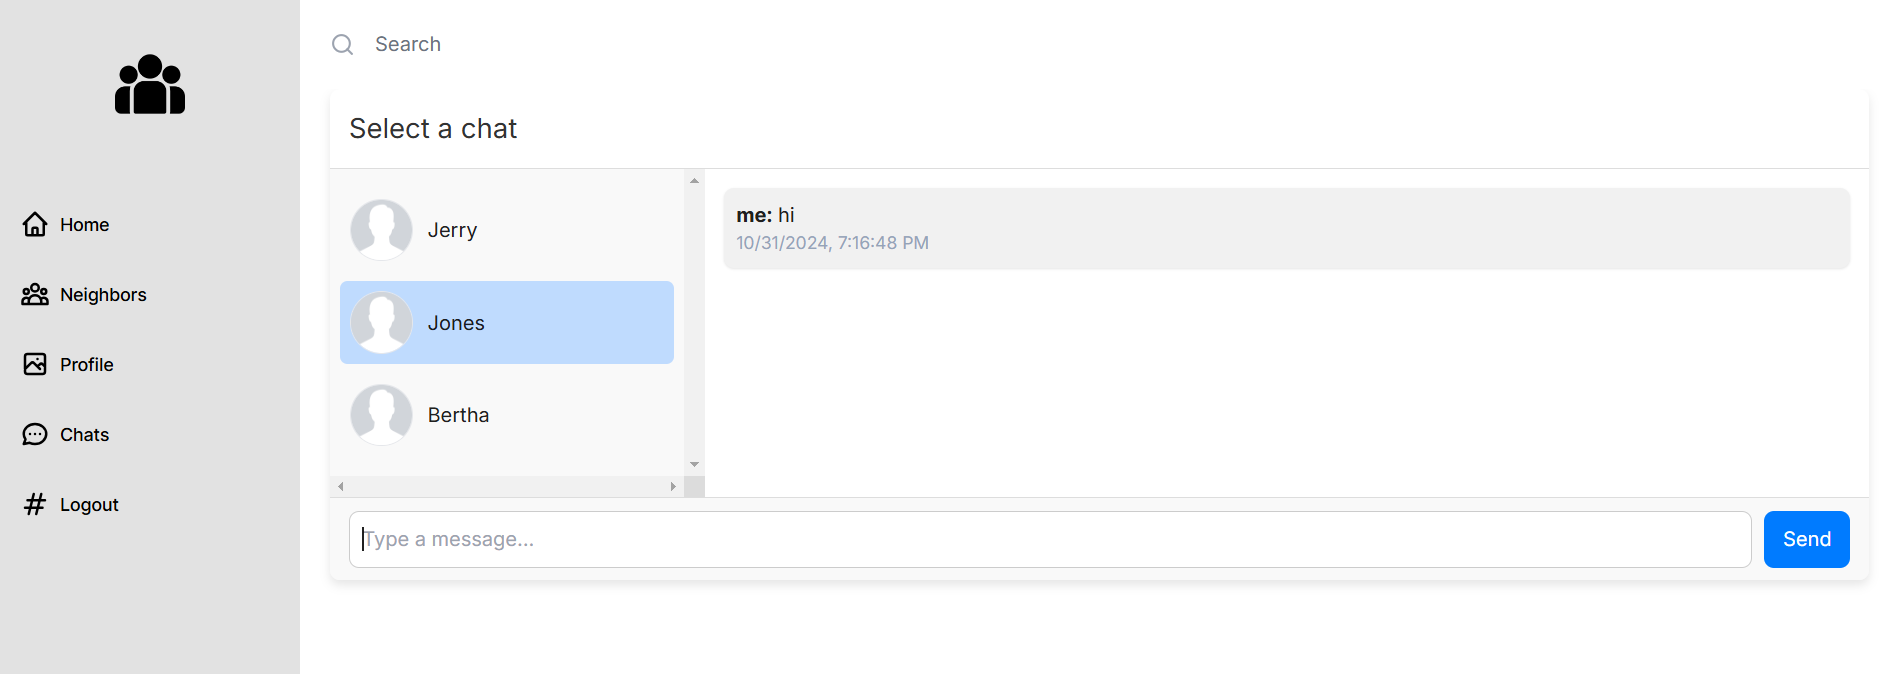 Home
Neighbors
Profile
Chats
Logout
Search
Select a chat
Jerry
Jones
Bertha
me: hi
10/31/2024, 7:16:48 PM
Type a message...
Send